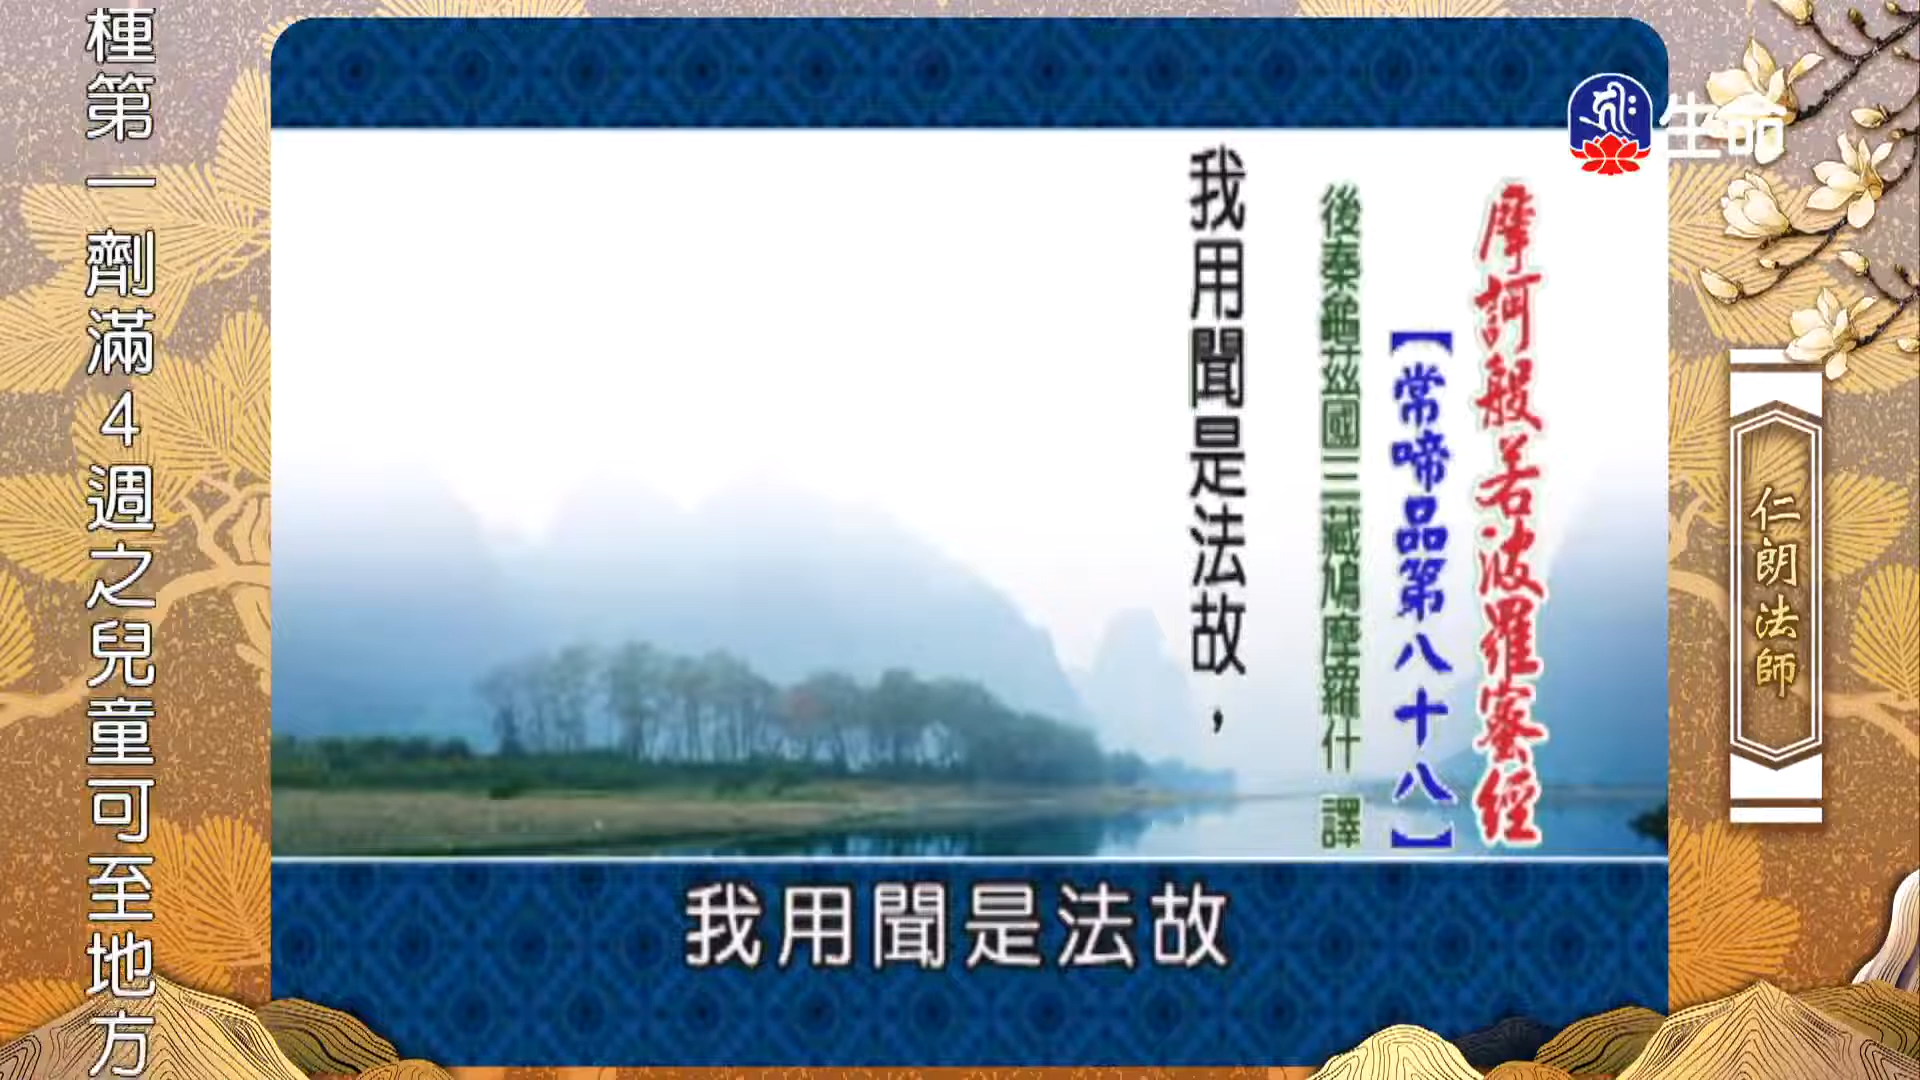 種第一劑滿4週之兒童可至地方
生命
摩訶般若波羅蜜經
【常啼品第八十八】
後秦龜茲國三藏鳩摩羅什 譯
我用聞是法故，
我用聞是法故
仁朗法師